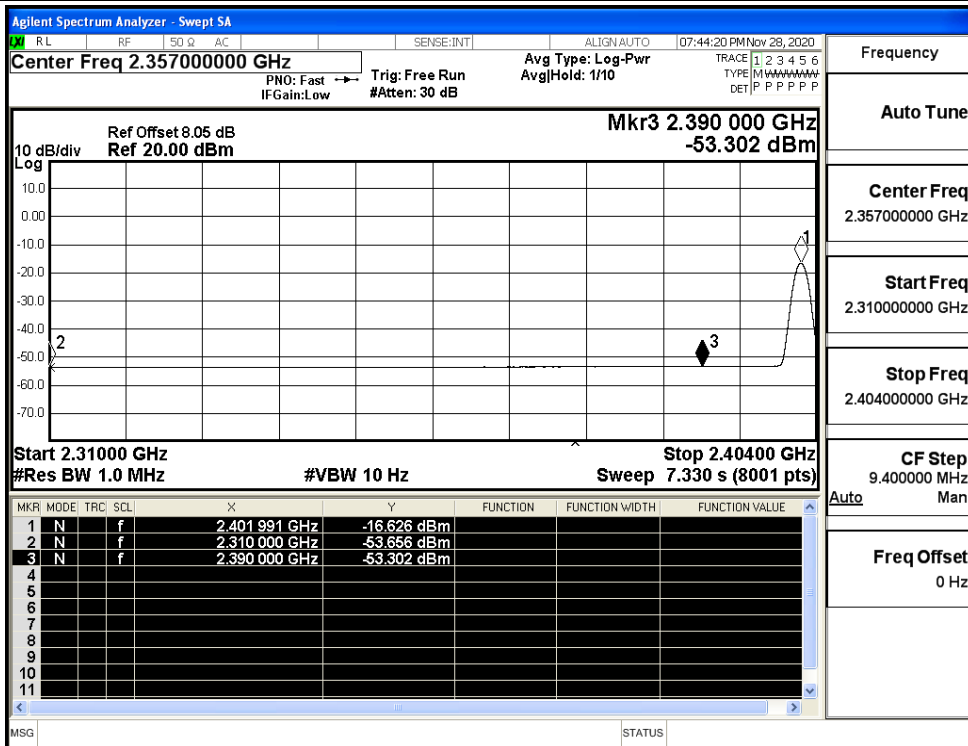 Agilent Spectrum Analyzer - Swept SA
LXI RL RF 50 Ω AC SENSE:INT ALIGNAUTO 07:44:20 PM Nov 28, 2020
Center Freq 2.357000000 GHz
PNO: Fast
IFGain:Low
Trig: Free Run
#Atten: 30 dB
Avg Type: Log-Pwr
Avg|Hold: 1/10
TRACE 1 2 3 4 5 6
TYPE M W W W W W
DET P P P P P P
Mkr3 2.390 000 GHz
-53.302 dBm
Ref Offset 8.05 dB
Ref 20.00 dBm
10 dB/div
Log
10.0
0.00
-10.0
-20.0
-30.0
-40.0
-50.0
-60.0
-70.0
1
2
3
Start 2.31000 GHz Stop 2.40400 GHz
#Res BW 1.0 MHz #VBW 10 Hz Sweep 7.330 s (8001 pts)
MKR MODE TRC SCL X Y FUNCTION FUNCTION WIDTH FUNCTION VALUE
1 N f 2.401 991 GHz -16.626 dBm
2 N f 2.310 000 GHz -53.656 dBm
3 N f 2.390 000 GHz -53.302 dBm
4
5
6
7
8
9
10
11
MSG STATUS
Frequency
Auto Tune
Center Freq
2.357000000 GHz
Start Freq
2.310000000 GHz
Stop Freq
2.404000000 GHz
CF Step
9.400000 MHz
Auto Man
Freq Offset
0 Hz